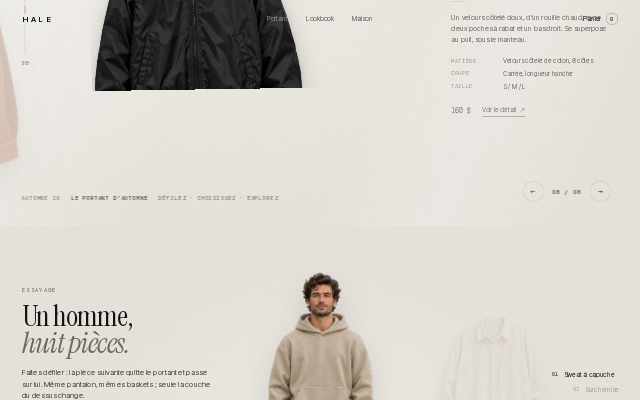 HALE
Portant
Lookbook
Maison
Panier 0
Un velours côtelé doux, d'un rouille chaud, avec
deux poches à rabat et un bas droit. Se superpose
au pull, sous le manteau.
MATIÈRE Velours côtelé de coton, 8 côtes
COUPE Carrée, longueur hanche
TAILLE S / M / L
160 $ Voir le détail ↗
AUTOMNE 26 LE PORTANT D'AUTOMNE DÉFILEZ · CHOISISSEZ · EXPLOREZ
← 08 / 08 →
ESSAYAGE
Un homme,
huit pièces.
Faites défiler : la pièce suivante quitte le portant et passe
sur lui. Même pantalon, mêmes baskets ; seule la couche
du dessus change.
01 Sweat à capuche
02 Surchemise